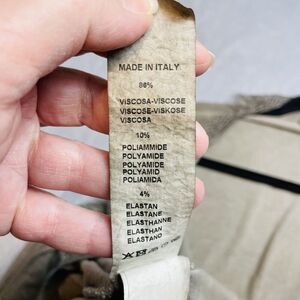 MADE IN ITALY
86%
VISCOSA-VISCOSE
VISCOSE-VISKOSE
VISCOSA
10%
POLIAMMIDE
POLYAMIDE
POLYAMIDE
POLYAMID
POLIAMIDA
4%
ELASTAN
ELASTANE
ELASTHANNE
ELASTHAN
ELASTANO